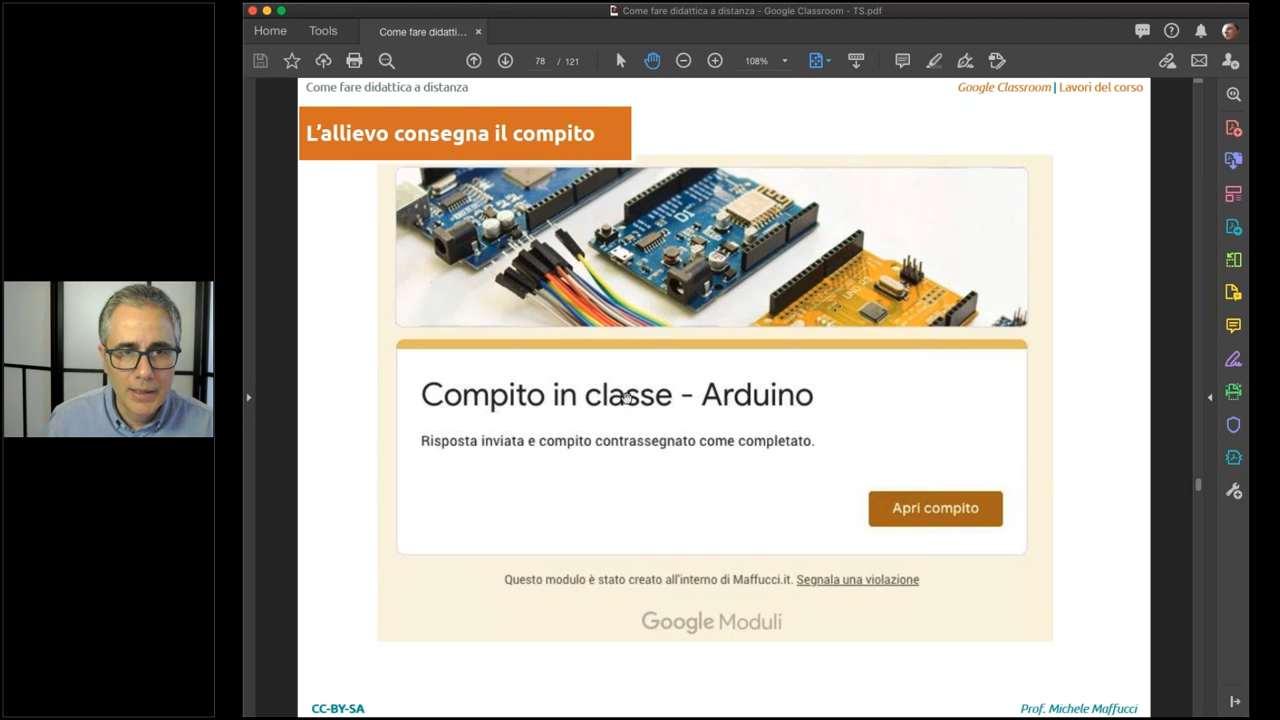 Come fare didattica a distanza - Google Classroom - TS.pdf
Home
Tools
Come fare didatti...
78 / 121
108%
Come fare didattica a distanza
Google Classroom | Lavori del corso
L'allievo consegna il compito
Compito in classe - Arduino
Risposta inviata e compito contrassegnato come completato.
Apri compito
Questo modulo è stato creato all'interno di Maffucci.it. Segnala una violazione
Google Moduli
CC-BY-SA
Prof. Michele Maffucci